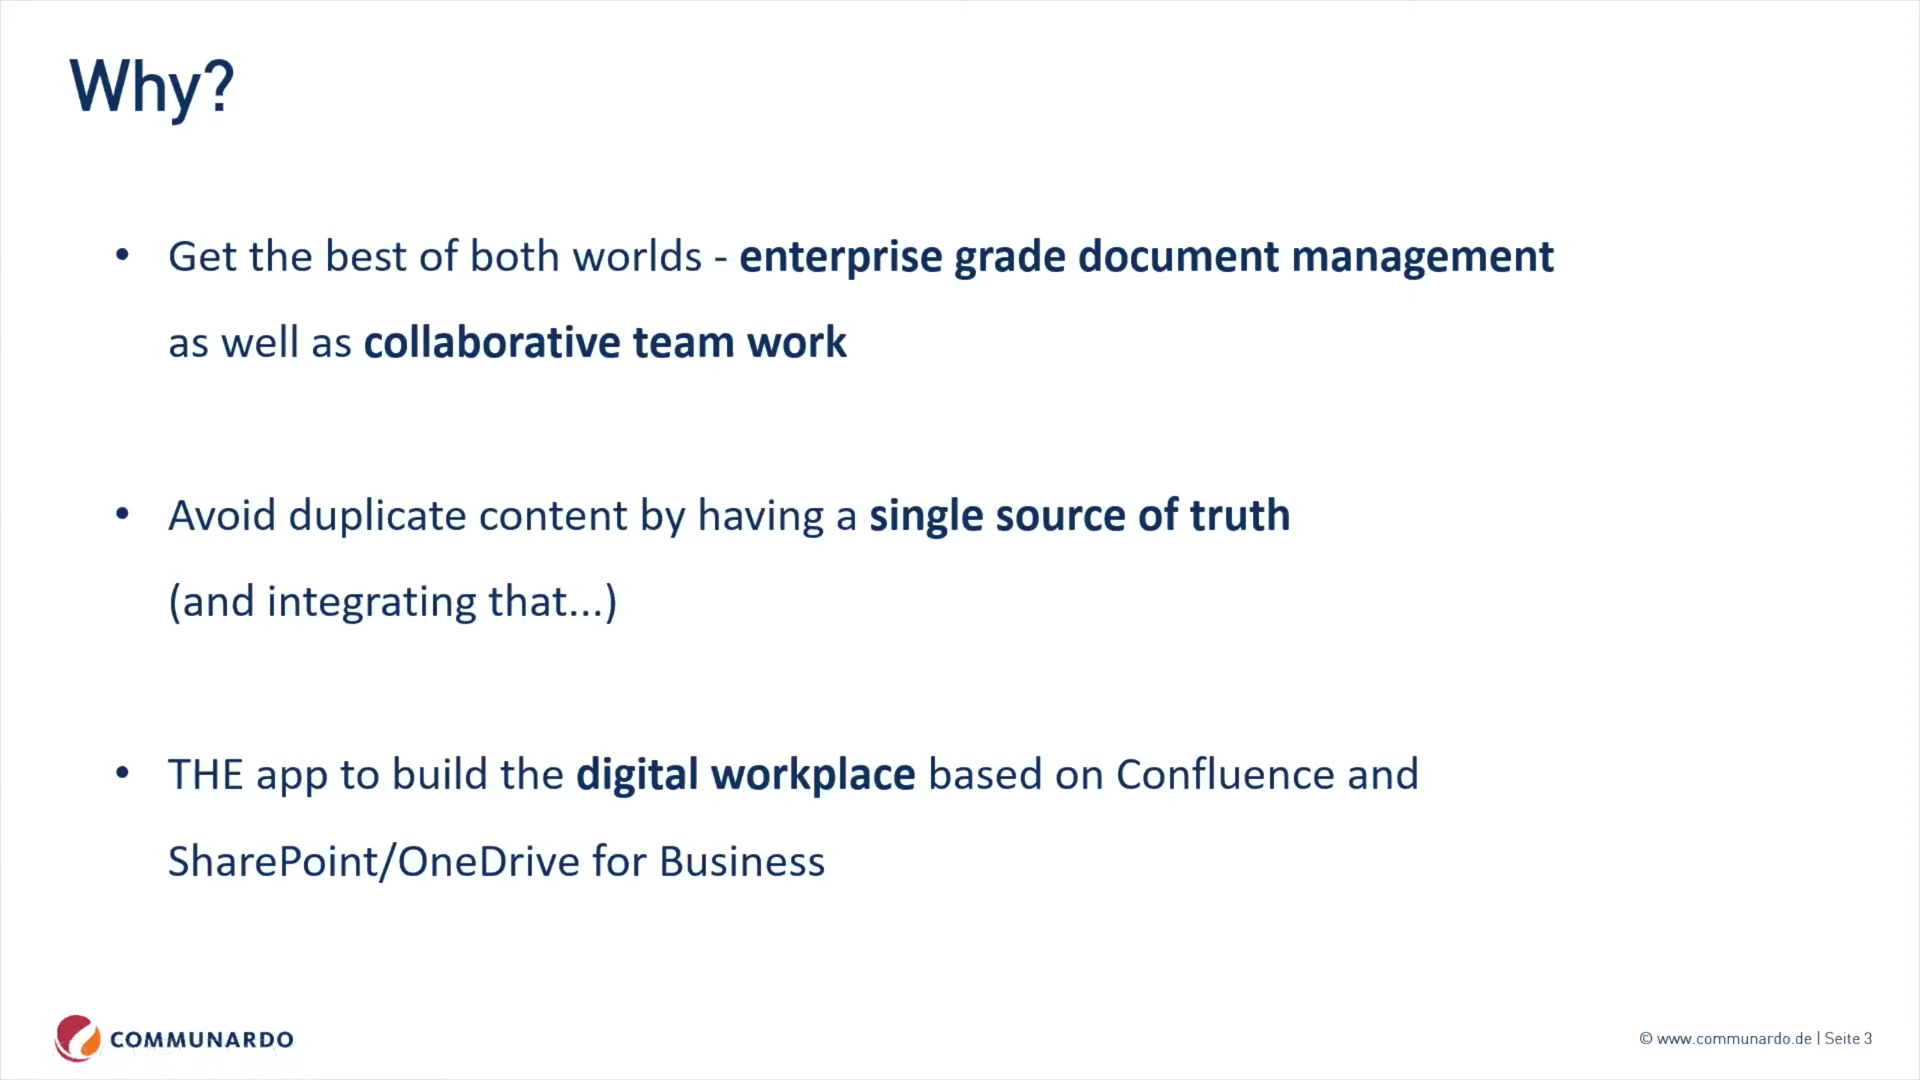 Why?
• Get the best of both worlds - enterprise grade document management
as well as collaborative team work
• Avoid duplicate content by having a single source of truth
(and integrating that...)
• THE app to build the digital workplace based on Confluence and
SharePoint/OneDrive for Business
COMMUNARDO
© www.communardo.de | Seite 3